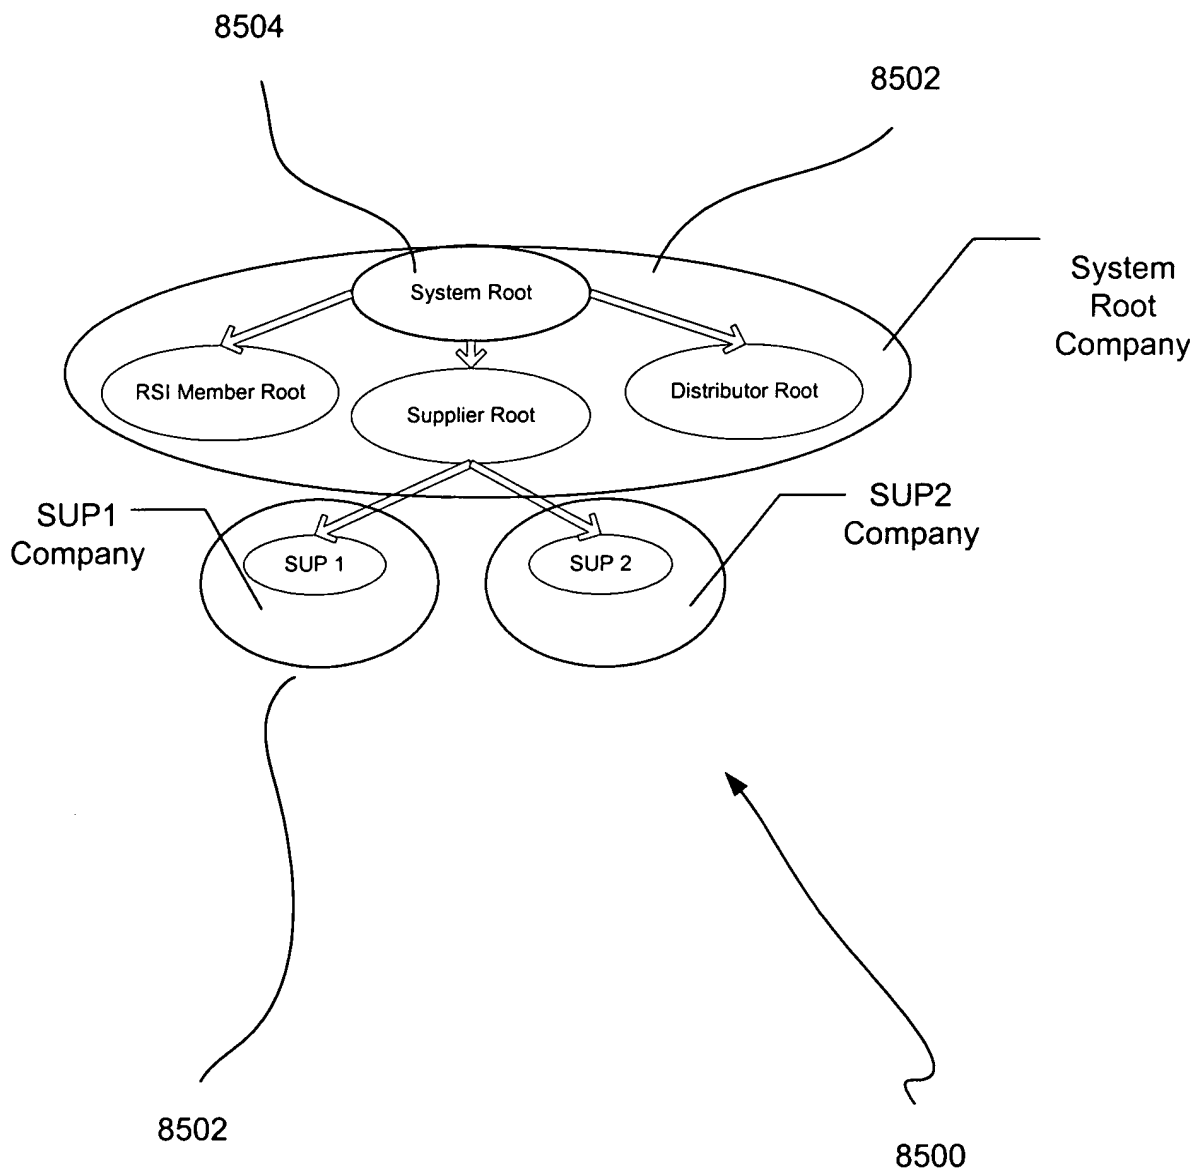 8504
8502
System Root
System
Root
Company
RSI Member Root
Supplier Root
Distributor Root
SUP1
Company
SUP2
Company
SUP 1
SUP 2
8502
8500